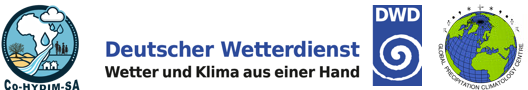 Co-HYDIM-SA
Deutscher Wetterdienst
Wetter und Klima aus einer Hand
DWD
GLOBAL PRECIPITATION CLIMATOLOGY CENTRE